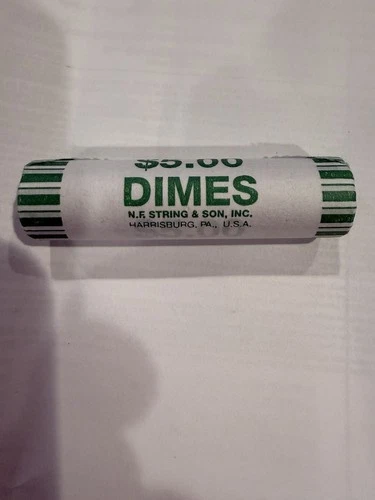 $5.00
DIMES
N.F. STRING & SON, INC.
HARRISBURG, PA., U.S.A.